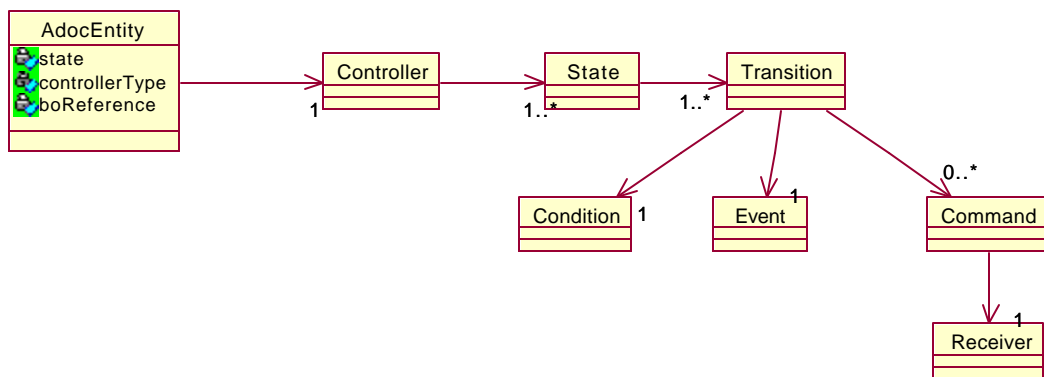 AdocEntity
state
controllerType
boReference
Controller
1
State
1..*
Transition
1..*
Condition
1
Event
1
0..*
Command
1
Receiver